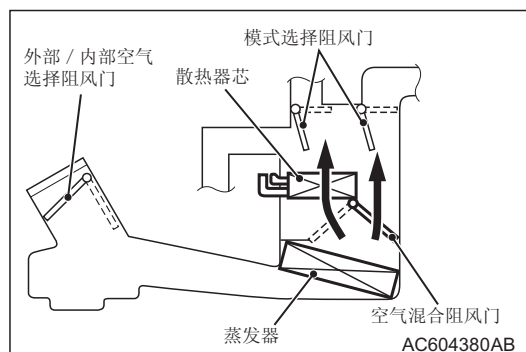 模式选择阻风门
外部 / 内部空气
选择阻风门
散热器芯
空气混合阻风门
蒸发器
AC604380AB